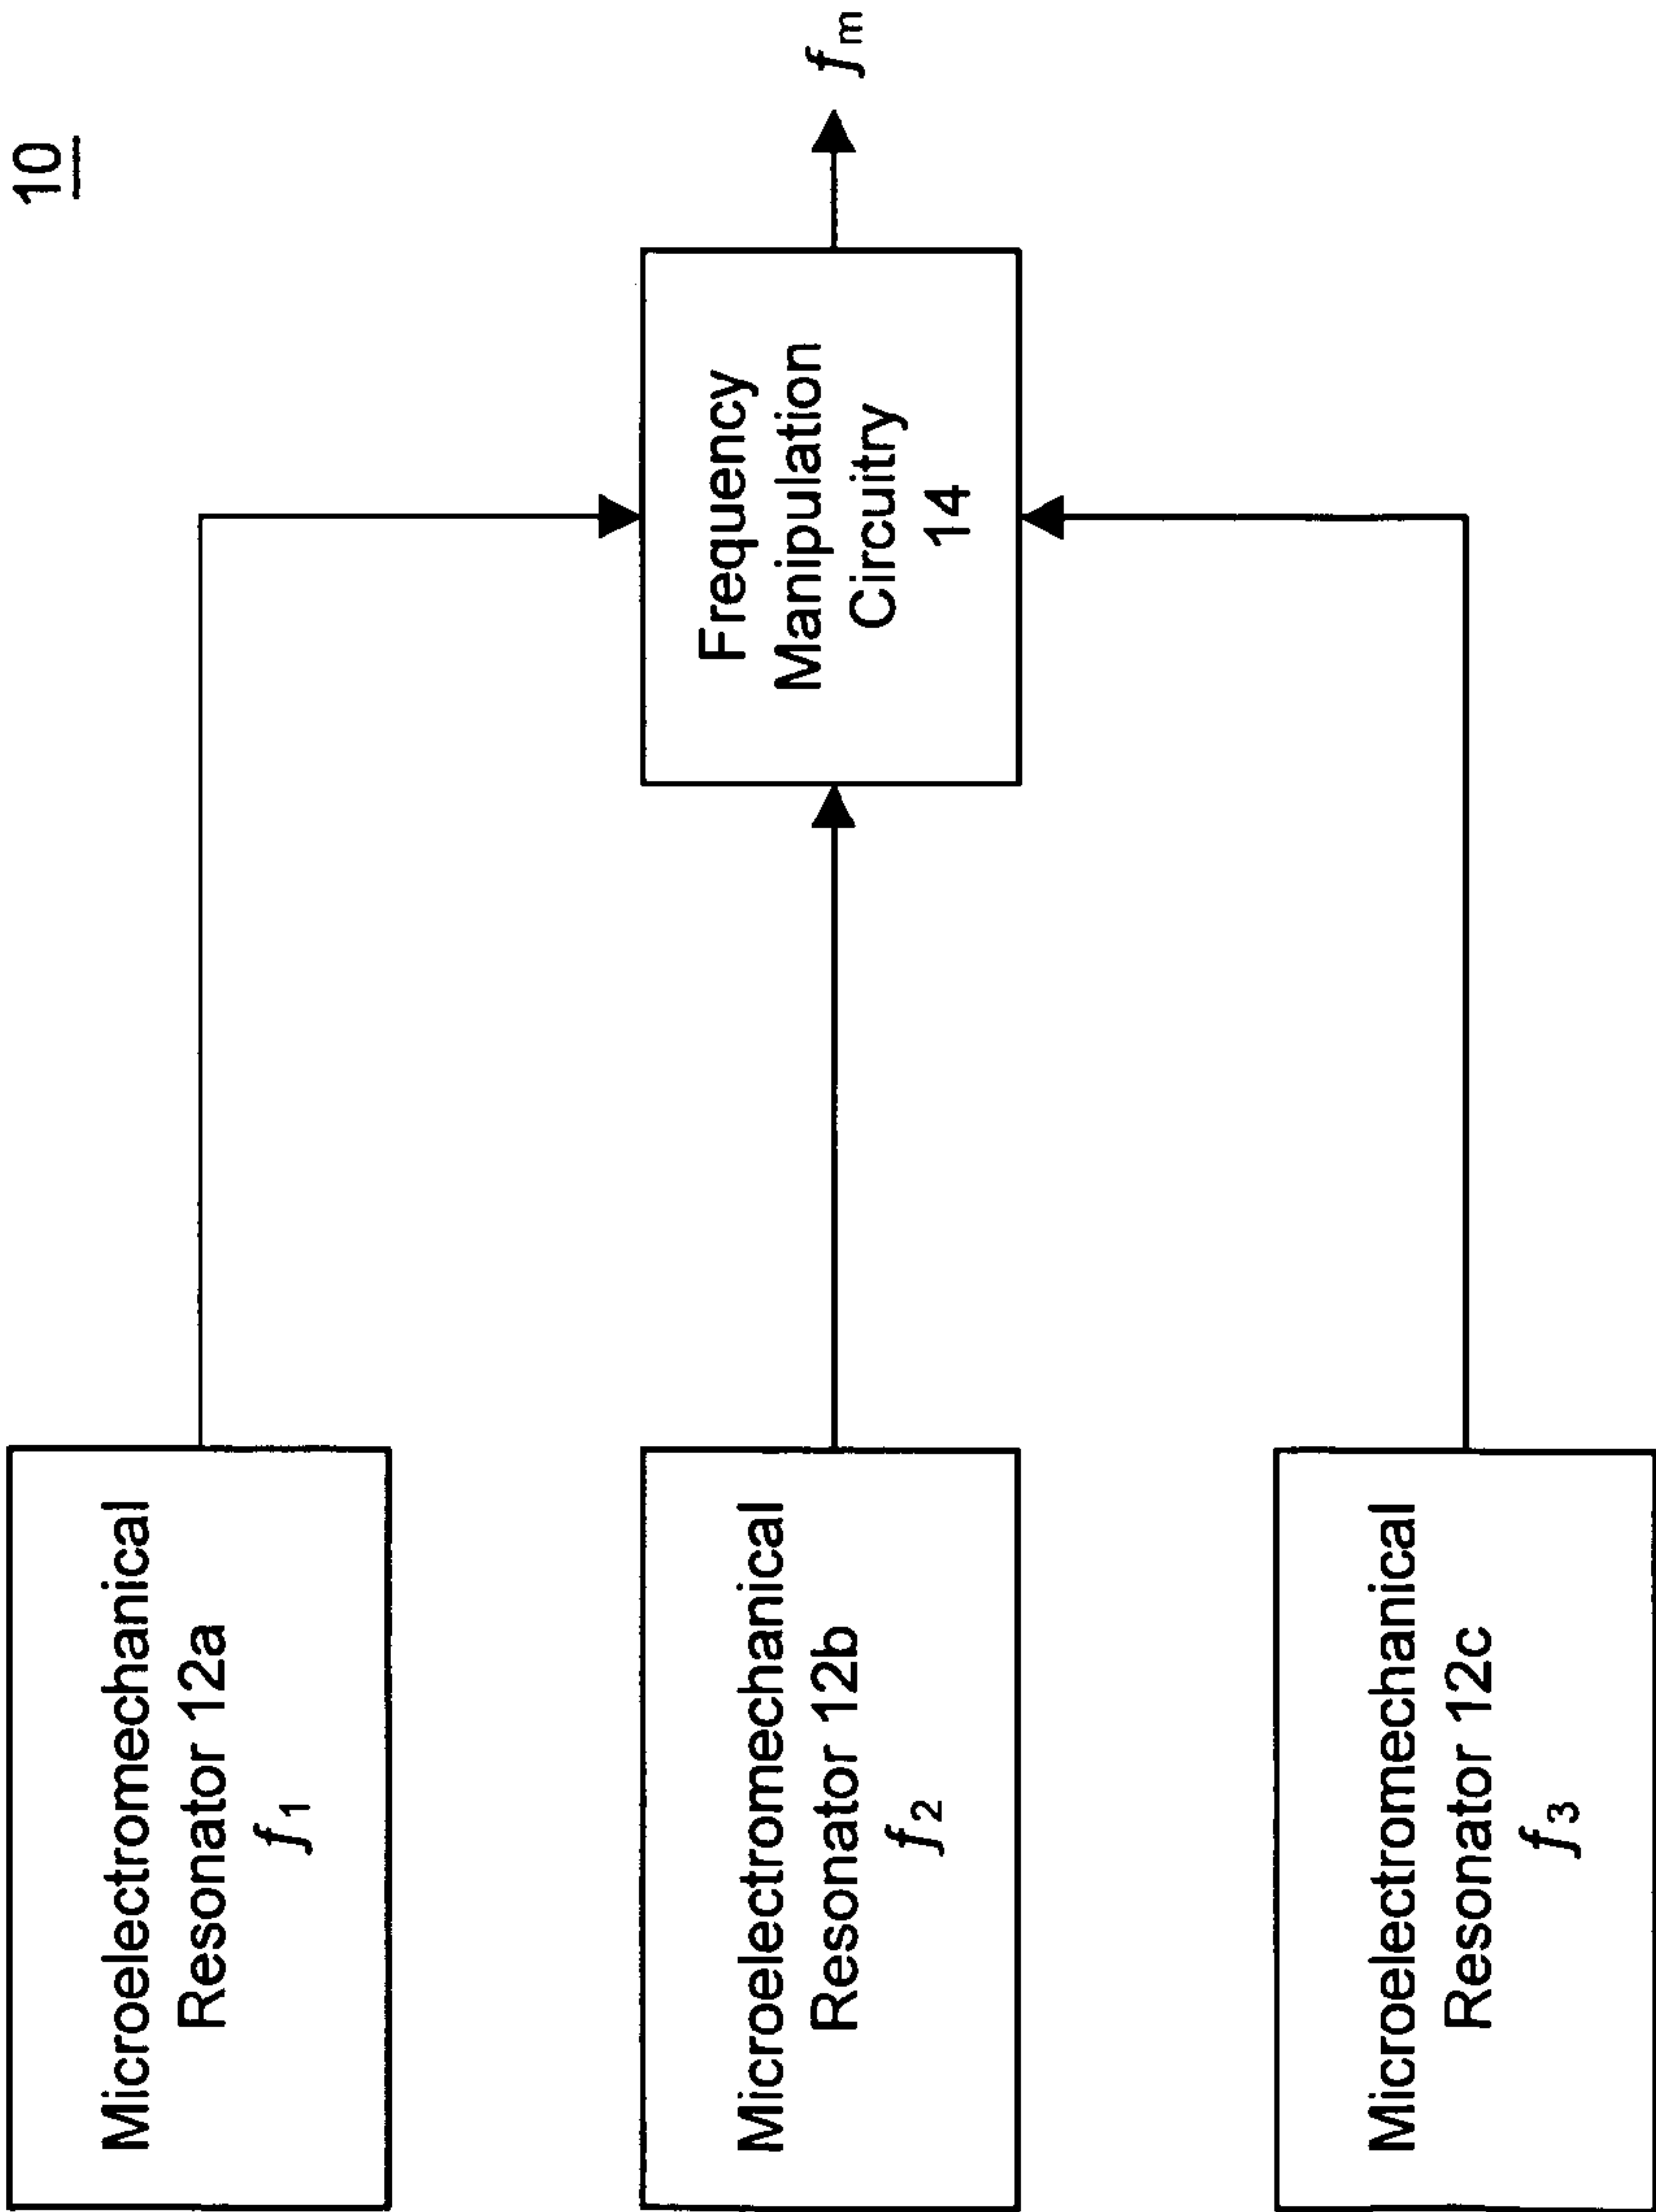 10
Microelectromechanical
Resonator 12a
f₁
Microelectromechanical
Resonator 12b
f₂
Microelectromechanical
Resonator 12c
f₃
Frequency
Manipulation
Circuitry
14
fₘ